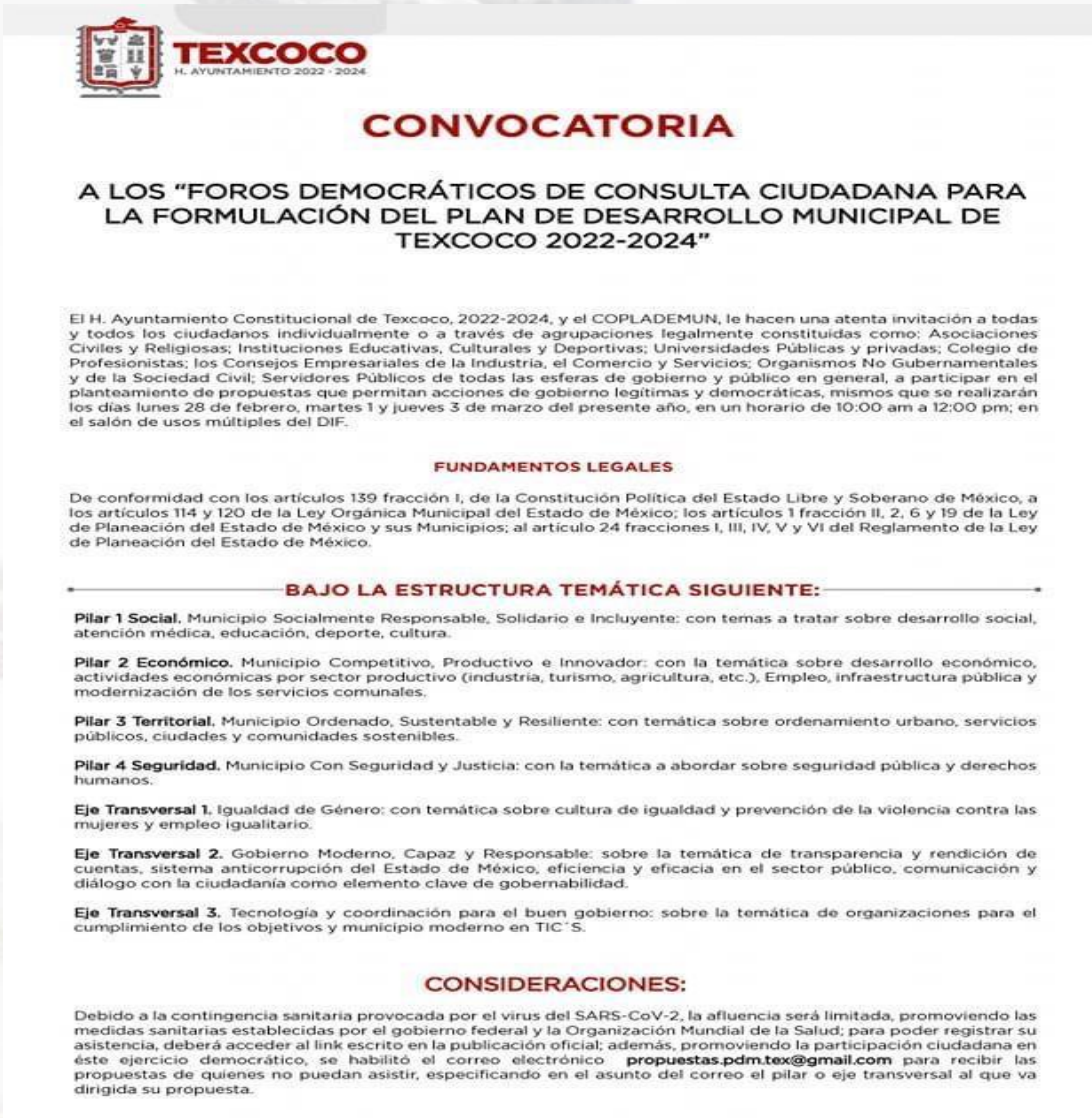 TEXCOCO
H. AYUNTAMIENTO 2022 - 2024
CONVOCATORIA
A LOS “FOROS DEMOCRÁTICOS DE CONSULTA CIUDADANA PARA
LA FORMULACIÓN DEL PLAN DE DESARROLLO MUNICIPAL DE
TEXCOCO 2022-2024”
El H. Ayuntamiento Constitucional de Texcoco, 2022-2024, y el COPLADEMUN, le hacen una atenta invitación a todas
y todos los ciudadanos individualmente o a través de agrupaciones legalmente constituidas como: Asociaciones
Civiles y Religiosas; Instituciones Educativas, Culturales y Deportivas; Universidades Públicas y privadas; Colegio de
Profesionistas; los Consejos Empresariales de la Industria, el Comercio y Servicios; Organismos No Gubernamentales
y de la Sociedad Civil; Servidores Públicos de todas las esferas de gobierno y público en general, a participar en el
planteamiento de propuestas que permitan acciones de gobierno legítimas y democráticas, mismos que se realizarán
los días lunes 28 de febrero, martes 1 y jueves 3 de marzo del presente año, en un horario de 10:00 am a 12:00 pm; en
el salón de usos múltiples del DIF.
FUNDAMENTOS LEGALES
De conformidad con los artículos 139 fracción I, de la Constitución Política del Estado Libre y Soberano de México, a
los artículos 114 y 120 de la Ley Orgánica Municipal del Estado de México; los artículos 1 fracción II, 2, 6 y 19 de la Ley
de Planeación del Estado de México y sus Municipios; al artículo 24 fracciones I, III, IV, V y VI del Reglamento de la Ley
de Planeación del Estado de México.
BAJO LA ESTRUCTURA TEMÁTICA SIGUIENTE:
Pilar 1 Social. Municipio Socialmente Responsable, Solidario e Incluyente: con temas a tratar sobre desarrollo social,
atención médica, educación, deporte, cultura.
Pilar 2 Económico. Municipio Competitivo, Productivo e Innovador: con la temática sobre desarrollo económico,
actividades económicas por sector productivo (industria, turismo, agricultura, etc.), Empleo, infraestructura pública y
modernización de los servicios comunales.
Pilar 3 Territorial. Municipio Ordenado, Sustentable y Resiliente: con temática sobre ordenamiento urbano, servicios
públicos, ciudades y comunidades sostenibles.
Pilar 4 Seguridad. Municipio Con Seguridad y Justicia: con la temática a abordar sobre seguridad pública y derechos
humanos.
Eje Transversal 1. Igualdad de Género: con temática sobre cultura de igualdad y prevención de la violencia contra las
mujeres y empleo igualitario.
Eje Transversal 2. Gobierno Moderno, Capaz y Responsable: sobre la temática de transparencia y rendición de
cuentas, sistema anticorrupción del Estado de México, eficiencia y eficacia en el sector público, comunicación y
diálogo con la ciudadanía como elemento clave de gobernabilidad.
Eje Transversal 3. Tecnología y coordinación para el buen gobierno: sobre la temática de organizaciones para el
cumplimiento de los objetivos y municipio moderno en TIC´S.
CONSIDERACIONES:
Debido a la contingencia sanitaria provocada por el virus del SARS-CoV-2, la afluencia será limitada, promoviendo las
medidas sanitarias establecidas por el gobierno federal y la Organización Mundial de la Salud; para poder registrar su
asistencia, deberá acceder al link escrito en la publicación oficial; además, promoviendo la participación ciudadana en
éste ejercicio democrático, se habilitó el correo electrónico propuestas.pdm.tex@gmail.com para recibir las
propuestas de quienes no puedan asistir, especificando en el asunto del correo el pilar o eje transversal al que va
dirigida su propuesta.